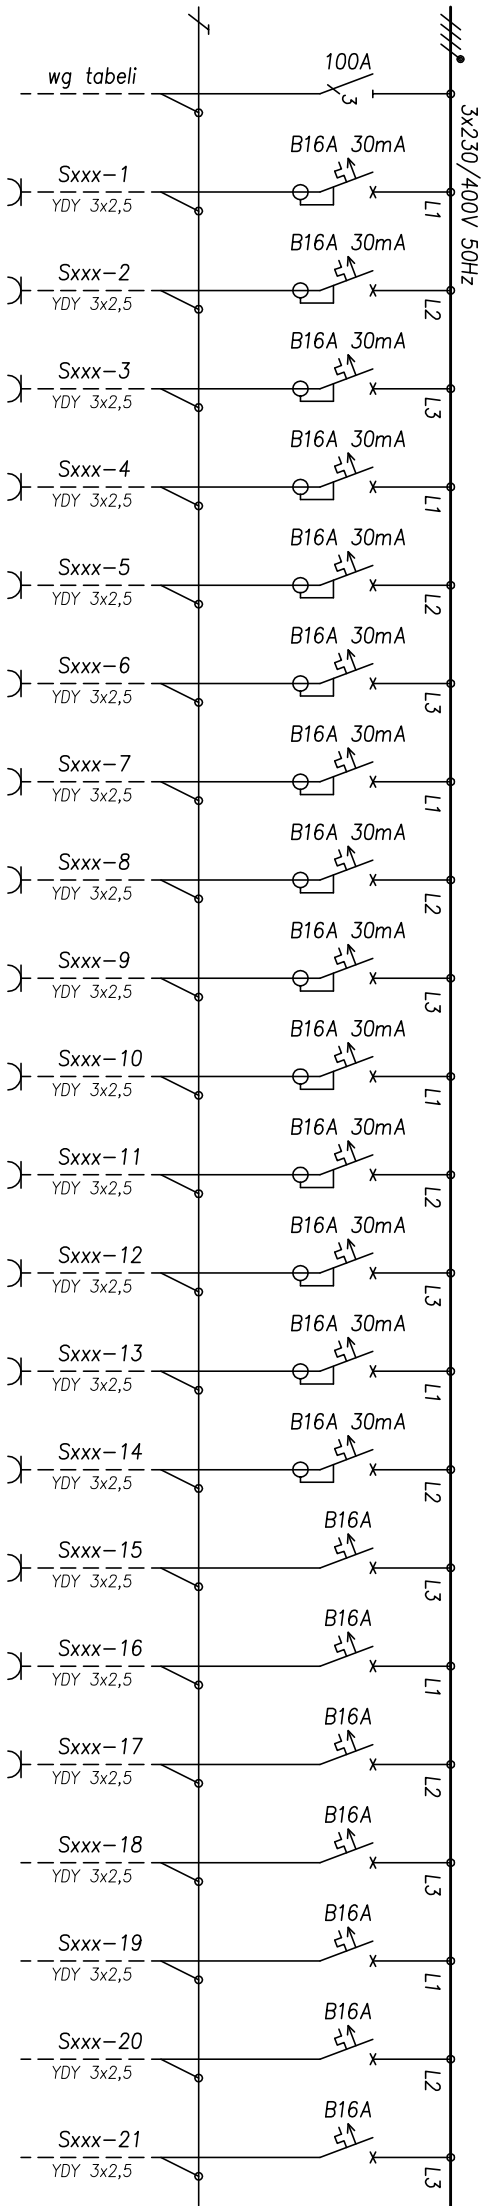 100A
wg tabeli
3
3x230/400V 50Hz
B16A 30mA
Sxxx-1
YDY 3x2,5
L1
B16A 30mA
Sxxx-2
YDY 3x2,5
L2
B16A 30mA
Sxxx-3
YDY 3x2,5
L3
B16A 30mA
Sxxx-4
YDY 3x2,5
L1
B16A 30mA
Sxxx-5
YDY 3x2,5
L2
B16A 30mA
Sxxx-6
YDY 3x2,5
L3
B16A 30mA
Sxxx-7
YDY 3x2,5
L1
B16A 30mA
Sxxx-8
YDY 3x2,5
L2
B16A 30mA
Sxxx-9
YDY 3x2,5
L3
B16A 30mA
Sxxx-10
YDY 3x2,5
L1
B16A 30mA
Sxxx-11
YDY 3x2,5
L2
B16A 30mA
Sxxx-12
YDY 3x2,5
L3
B16A 30mA
Sxxx-13
YDY 3x2,5
L1
B16A 30mA
Sxxx-14
YDY 3x2,5
L2
B16A
Sxxx-15
YDY 3x2,5
L3
B16A
Sxxx-16
YDY 3x2,5
L1
B16A
Sxxx-17
YDY 3x2,5
L2
B16A
Sxxx-18
YDY 3x2,5
L3
B16A
Sxxx-19
YDY 3x2,5
L1
B16A
Sxxx-20
YDY 3x2,5
L2
B16A
Sxxx-21
YDY 3x2,5
L3